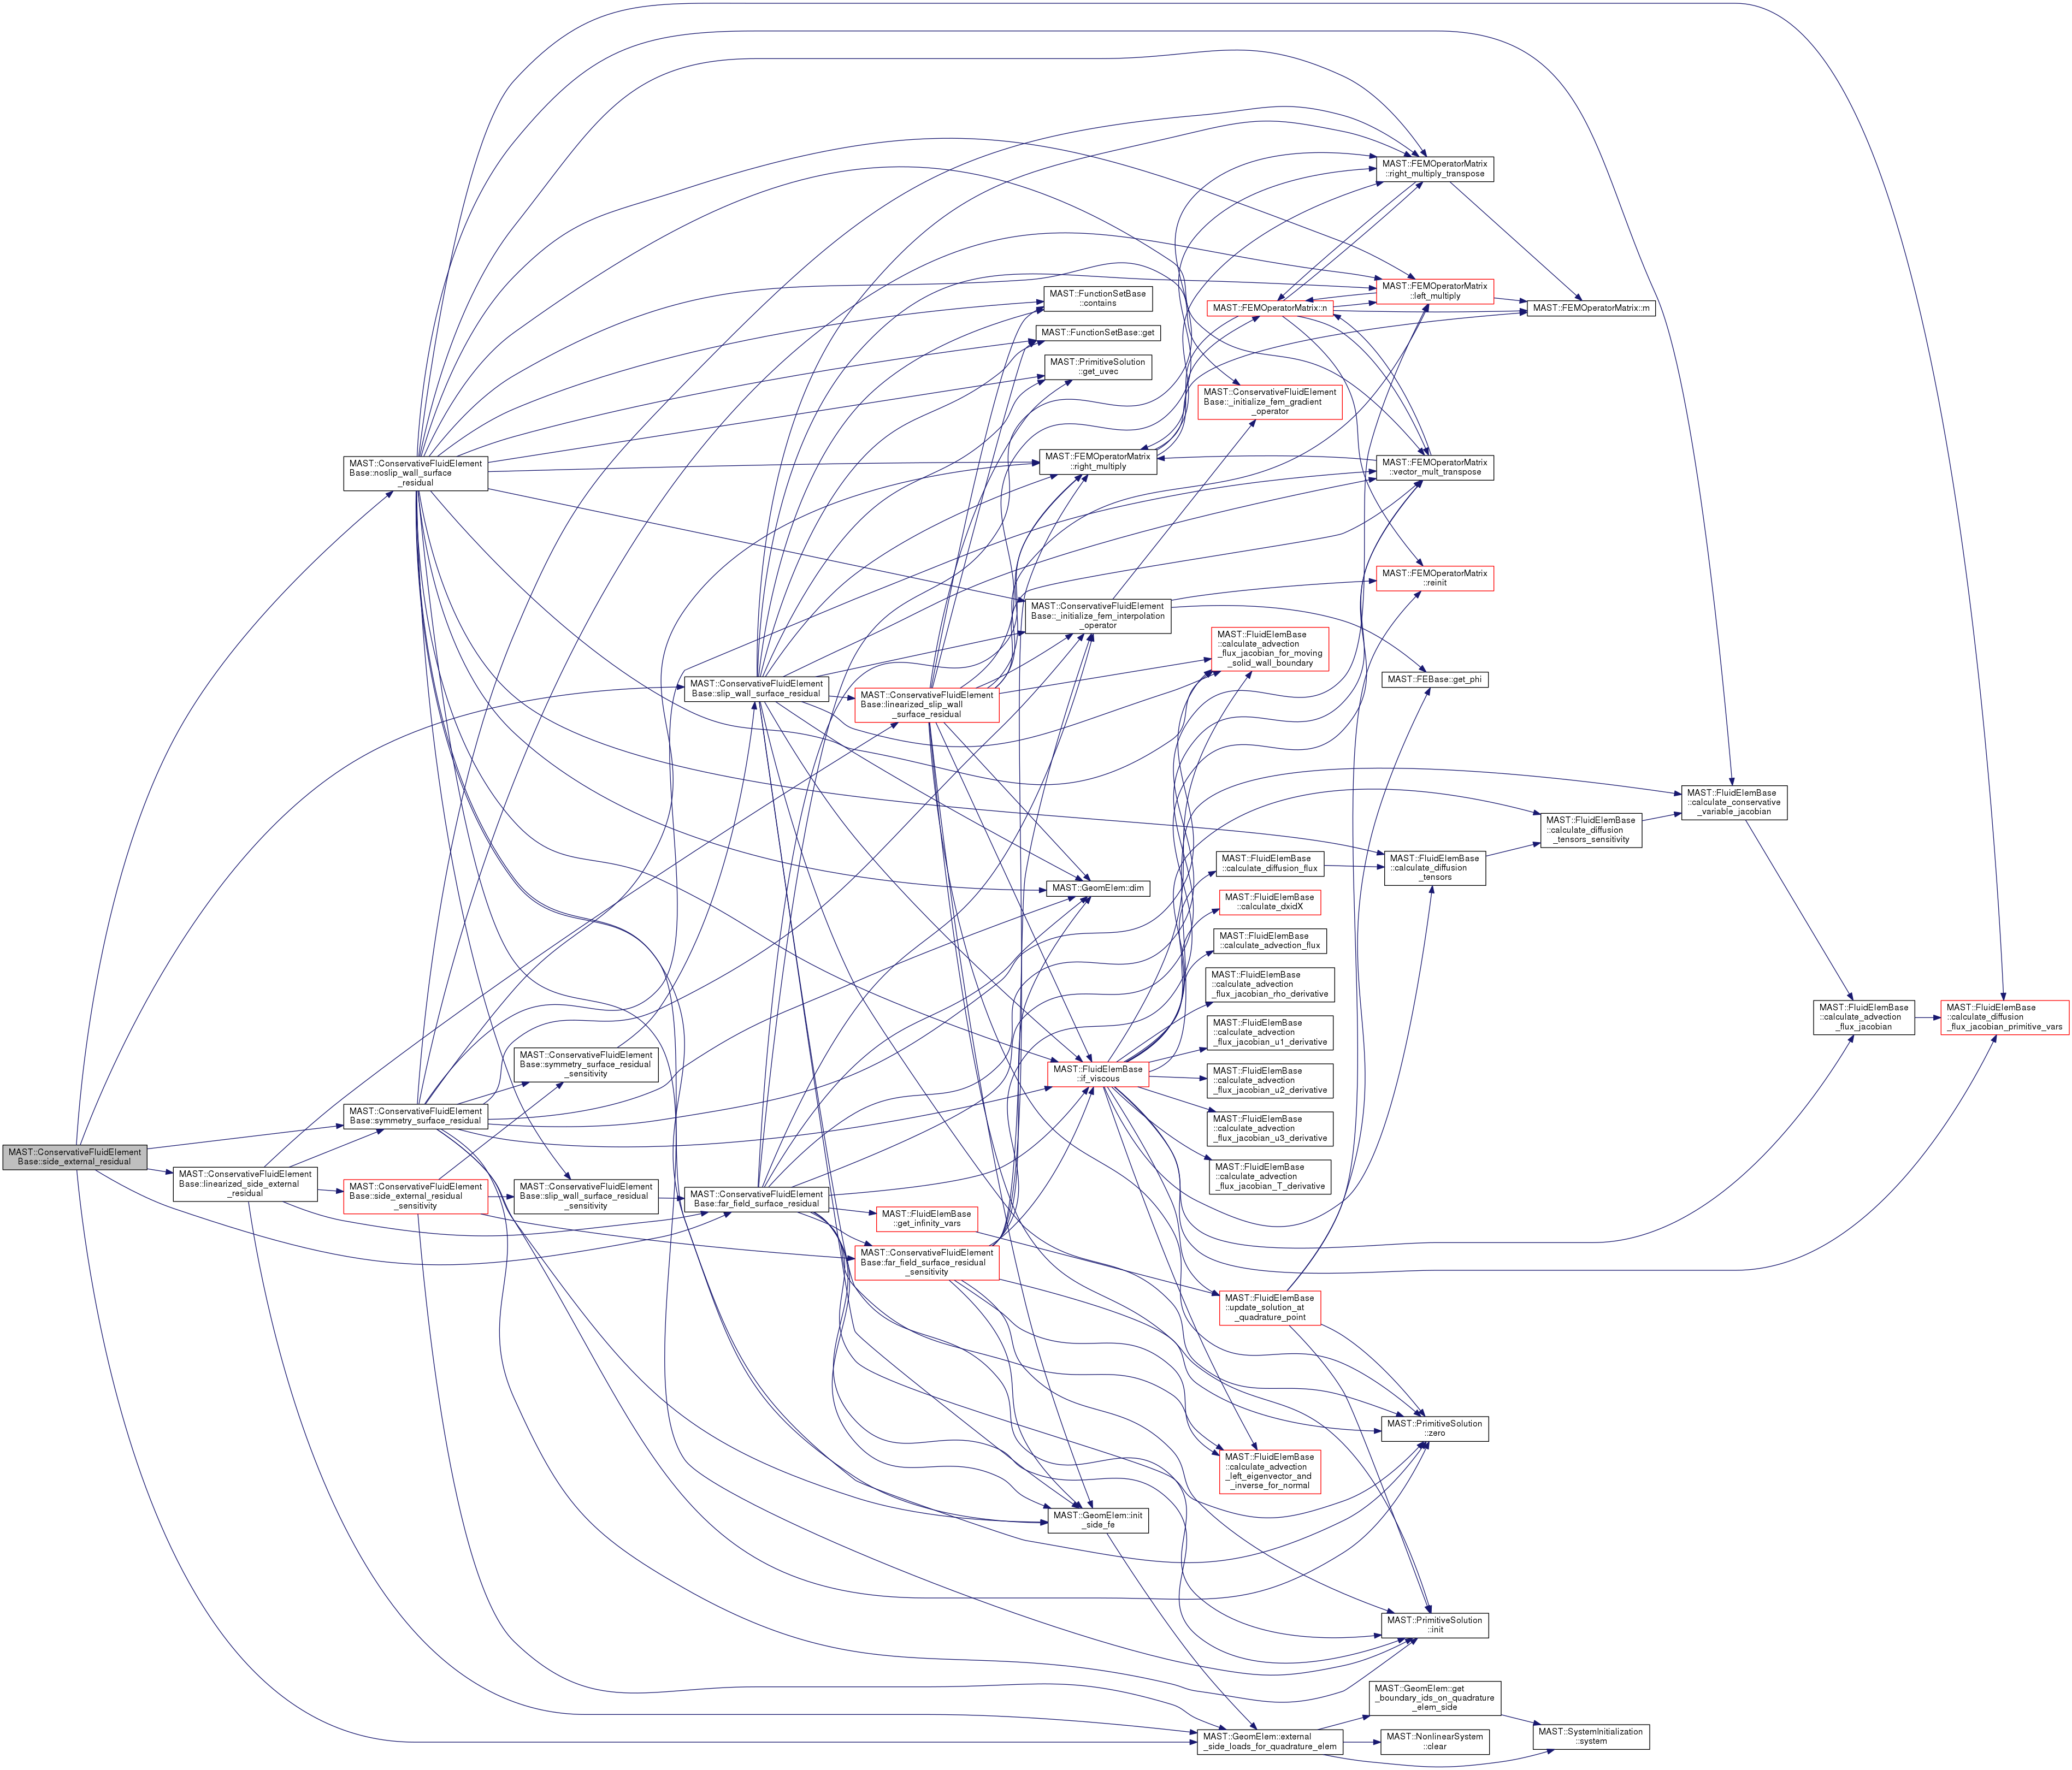 MAST::ConservativeFluidElement
Base::side_external_residual
MAST::ConservativeFluidElement
Base::noslip_wall_surface
_residual
MAST::ConservativeFluidElement
Base::symmetry_surface_residual
MAST::ConservativeFluidElement
Base::linearized_side_external
_residual
MAST::ConservativeFluidElement
Base::side_external_residual
_sensitivity
MAST::ConservativeFluidElement
Base::symmetry_surface_residual
_sensitivity
MAST::ConservativeFluidElement
Base::slip_wall_surface_residual
_sensitivity
MAST::ConservativeFluidElement
Base::slip_wall_surface_residual
MAST::ConservativeFluidElement
Base::far_field_surface_residual
MAST::ConservativeFluidElement
Base::linearized_slip_wall
_surface_residual
MAST::FluidElemBase
::get_infinity_vars
MAST::ConservativeFluidElement
Base::far_field_surface_residual
_sensitivity
MAST::FunctionSetBase
::contains
MAST::FunctionSetBase::get
MAST::PrimitiveSolution
::get_uvec
MAST::FEMOperatorMatrix
::right_multiply
MAST::ConservativeFluidElement
Base::_initialize_fem_interpolation
_operator
MAST::GeomElem::dim
MAST::FluidElemBase
::if_viscous
MAST::GeomElem::init
_side_fe
MAST::FEMOperatorMatrix::n
MAST::ConservativeFluidElement
Base::_initialize_fem_gradient
_operator
MAST::FluidElemBase
::calculate_advection
_flux_jacobian_for_moving
_solid_wall_boundary
MAST::FluidElemBase
::calculate_diffusion_flux
MAST::FluidElemBase
::calculate_dxidX
MAST::FluidElemBase
::calculate_advection_flux
MAST::FluidElemBase
::calculate_advection
_flux_jacobian_rho_derivative
MAST::FluidElemBase
::calculate_advection
_flux_jacobian_u1_derivative
MAST::FluidElemBase
::calculate_advection
_flux_jacobian_u2_derivative
MAST::FluidElemBase
::calculate_advection
_flux_jacobian_u3_derivative
MAST::FluidElemBase
::calculate_advection
_flux_jacobian_T_derivative
MAST::FluidElemBase
::update_solution_at
_quadrature_point
MAST::FluidElemBase
::calculate_advection
_left_eigenvector_and
_inverse_for_normal
MAST::GeomElem::external
_side_loads_for_quadrature_elem
MAST::FEMOperatorMatrix
::right_multiply_transpose
MAST::FEMOperatorMatrix
::left_multiply
MAST::FEMOperatorMatrix
::vector_mult_transpose
MAST::FEMOperatorMatrix
::reinit
MAST::FEBase::get_phi
MAST::FluidElemBase
::calculate_diffusion
_tensors
MAST::PrimitiveSolution
::zero
MAST::PrimitiveSolution
::init
MAST::GeomElem::get
_boundary_ids_on_quadrature
_elem_side
MAST::NonlinearSystem
::clear
MAST::FEMOperatorMatrix::m
MAST::FluidElemBase
::calculate_diffusion
_tensors_sensitivity
MAST::SystemInitialization
::system
MAST::FluidElemBase
::calculate_conservative
_variable_jacobian
MAST::FluidElemBase
::calculate_advection
_flux_jacobian
MAST::FluidElemBase
::calculate_diffusion
_flux_jacobian_primitive_vars